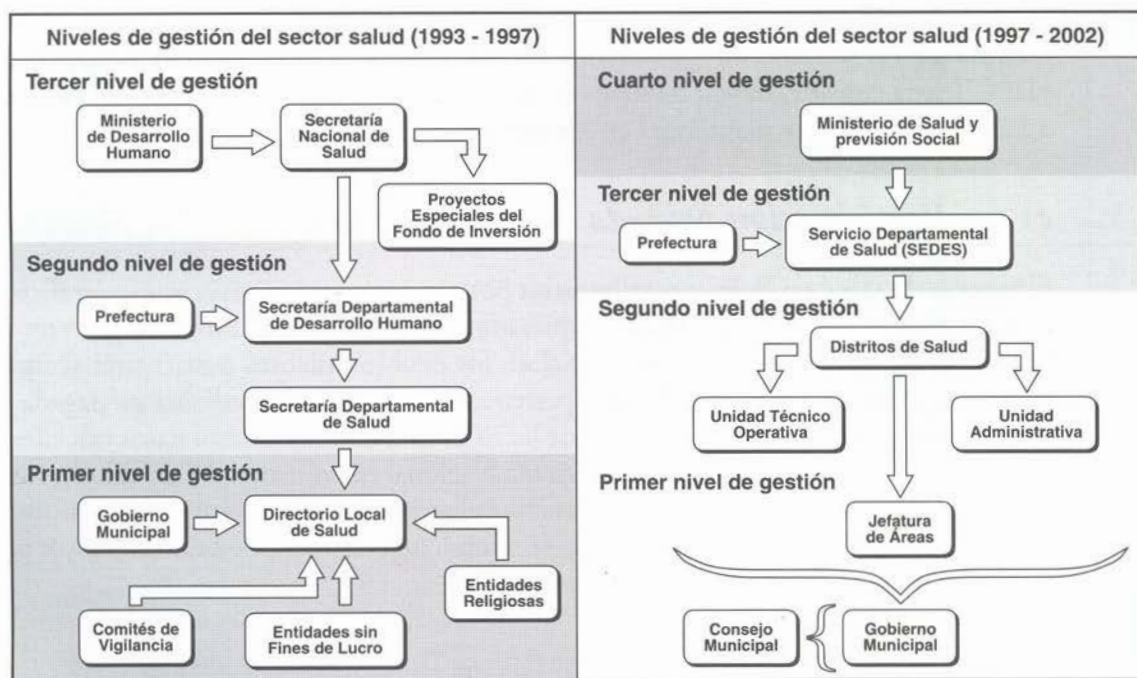 Niveles de gestión del sector salud (1993 - 1997)
Tercer nivel de gestión
Ministerio
de Desarrollo
Humano
Secretaría
Nacional de
Salud
Proyectos
Especiales del
Fondo de Inversión
Segundo nivel de gestión
Prefectura
Secretaría Departamental
de Desarrollo Humano
Secretaría Departamental
de Salud
Primer nivel de gestión
Gobierno
Municipal
Directorio Local
de Salud
Entidades
Religiosas
Comités de
Vigilancia
Entidades sin
Fines de Lucro
Niveles de gestión del sector salud (1997 - 2002)
Cuarto nivel de gestión
Ministerio de Salud y
previsión Social
Tercer nivel de gestión
Prefectura
Servicio Departamental
de Salud (SEDES)
Segundo nivel de gestión
Distritos de Salud
Unidad Técnico
Operativa
Unidad
Administrativa
Primer nivel de gestión
Jefatura
de Áreas
Consejo
Municipal
Gobierno
Municipal